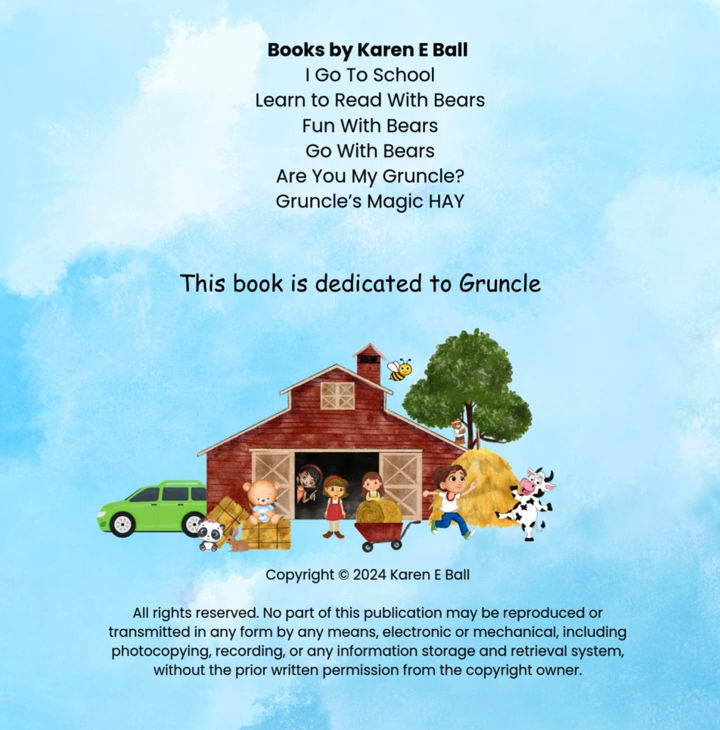 Books by Karen E Ball
I Go To School
Learn to Read With Bears
Fun With Bears
Go With Bears
Are You My Gruncle?
Gruncle’s Magic HAY
This book is dedicated to Gruncle
Copyright © 2024 Karen E Ball
All rights reserved. No part of this publication may be reproduced or
transmitted in any form by any means, electronic or mechanical, including
photocopying, recording, or any information storage and retrieval system,
without the prior written permission from the copyright owner.